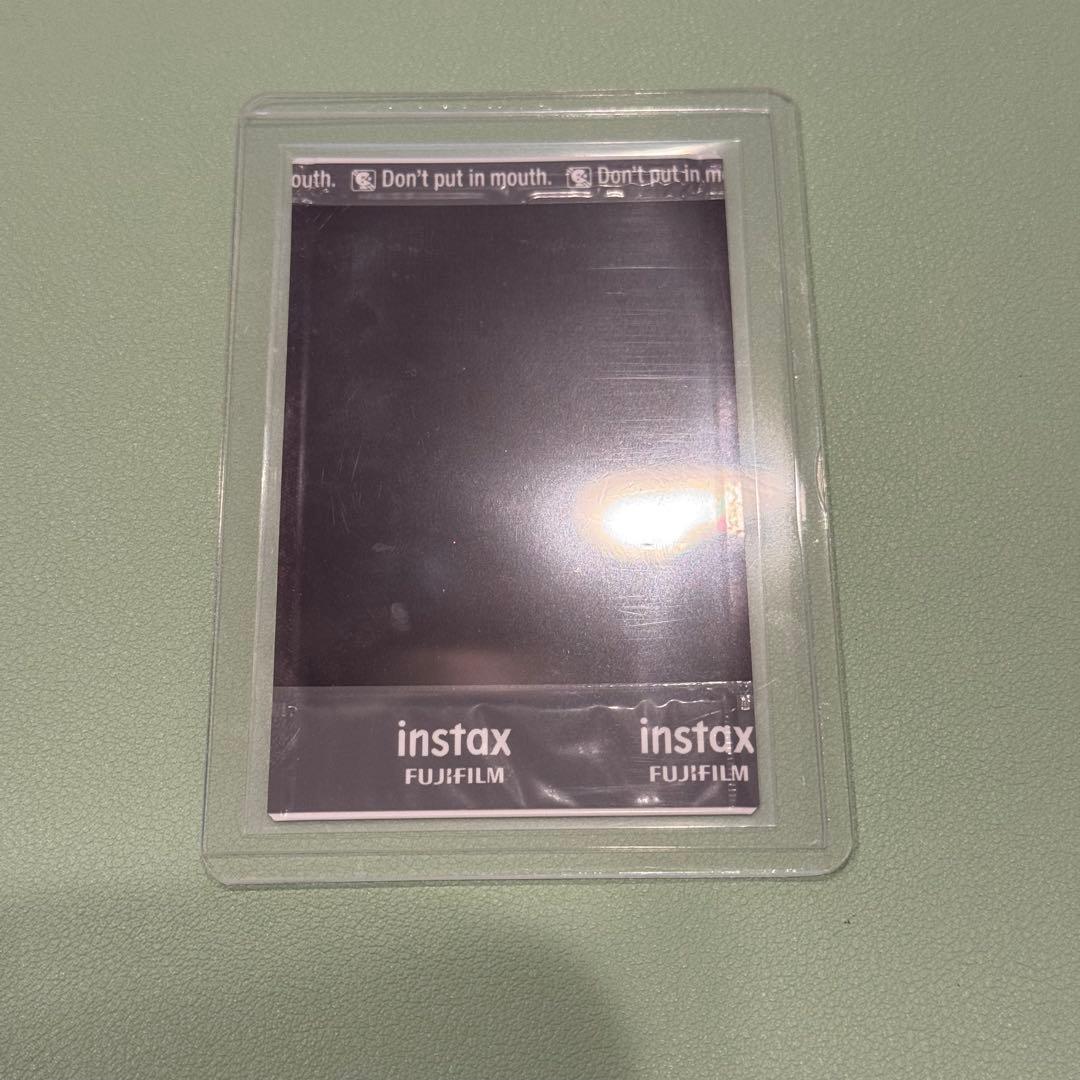 outh. Don't put in mouth. Don't put in m
instax instax
FUJIFILM FUJIFILM